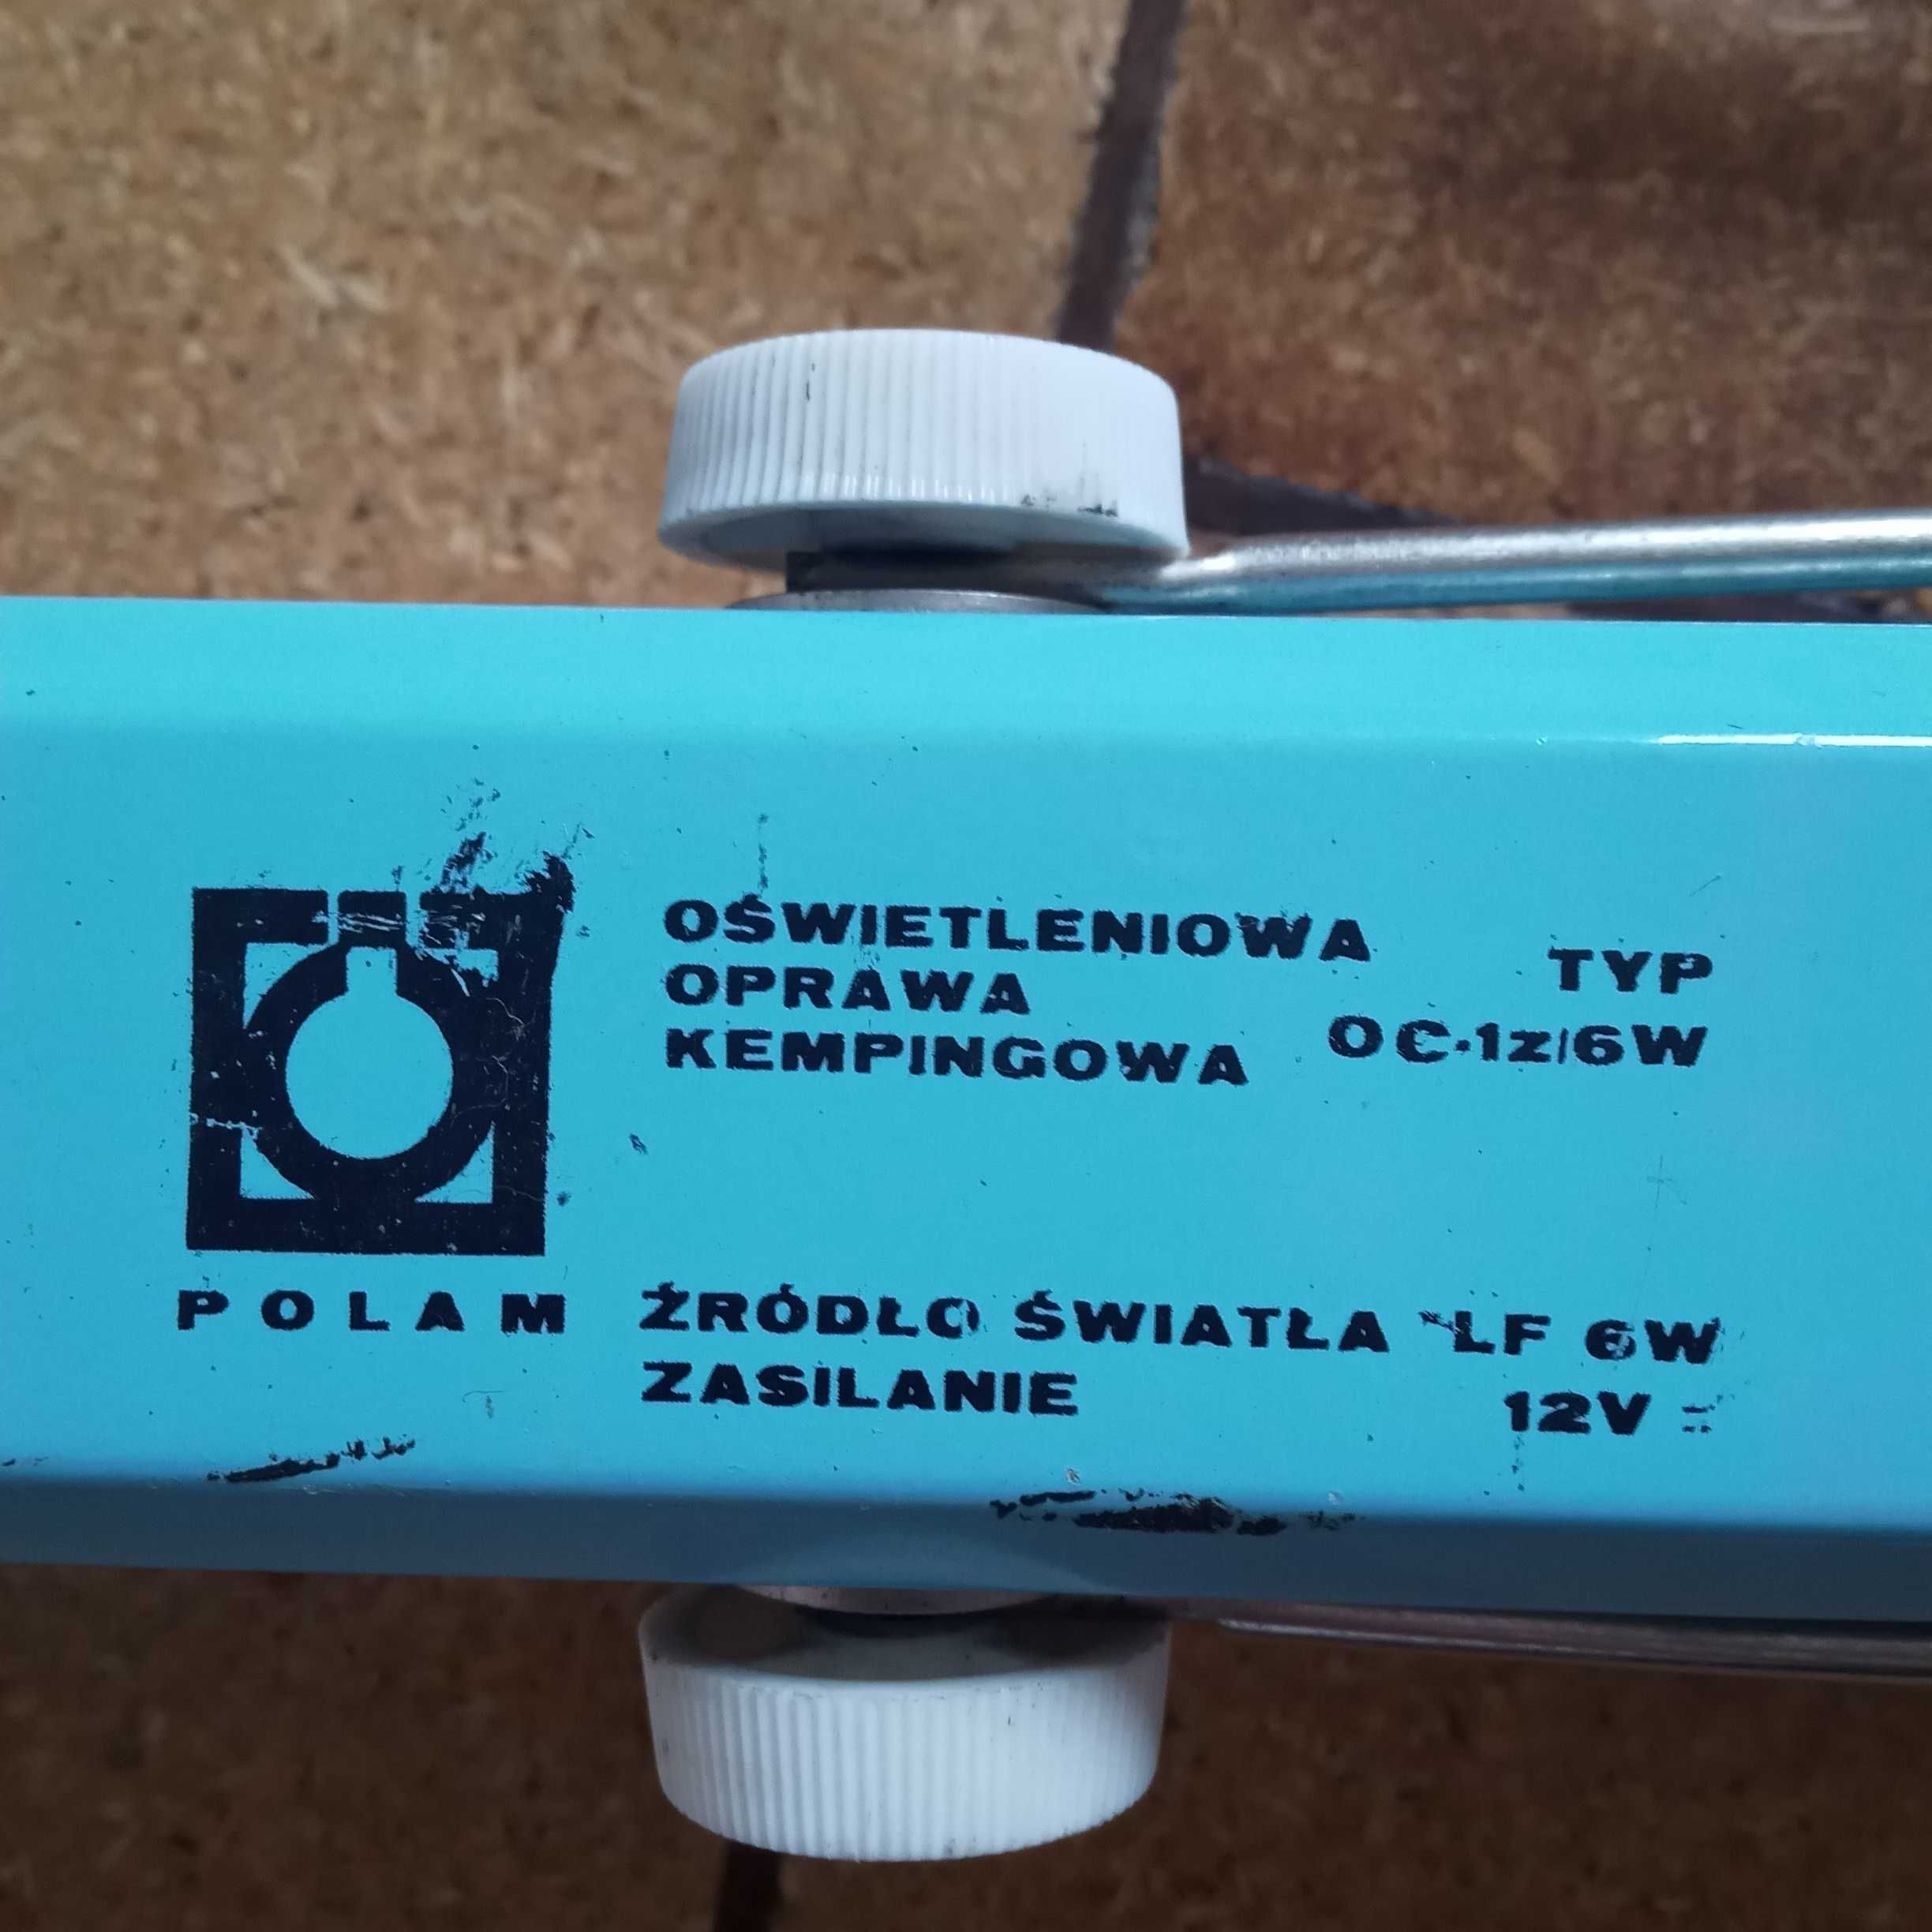 OŚWIETLENIOWA
OPRAWA
KEMPINGOWA
TYP
OC-1z/6W
POLAM
ŹRÓDŁO ŚWIATŁA LF 6W
ZASILANIE 12V =